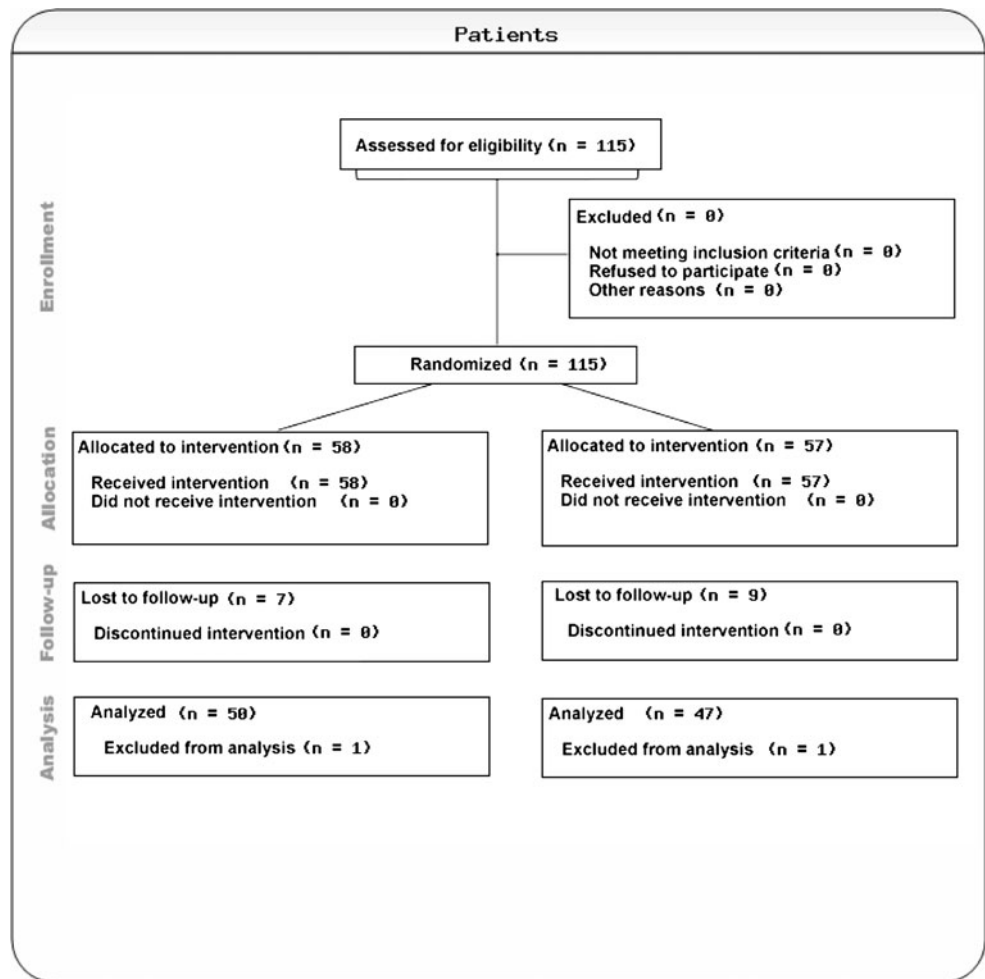 Patients
Enrollment
Assessed for eligibility (n = 115)
Excluded (n = 0)
Not meeting inclusion criteria (n = 0)
Refused to participate (n = 0)
Other reasons (n = 0)
Randomized (n = 115)
Allocation
Allocated to intervention (n = 58)
Received intervention (n = 58)
Did not receive intervention (n = 0)
Allocated to intervention (n = 57)
Received intervention (n = 57)
Did not receive intervention (n = 0)
Follow-up
Lost to follow-up (n = 7)
Discontinued intervention (n = 0)
Lost to follow-up (n = 9)
Discontinued intervention (n = 0)
Analysis
Analyzed (n = 50)
Excluded from analysis (n = 1)
Analyzed (n = 47)
Excluded from analysis (n = 1)